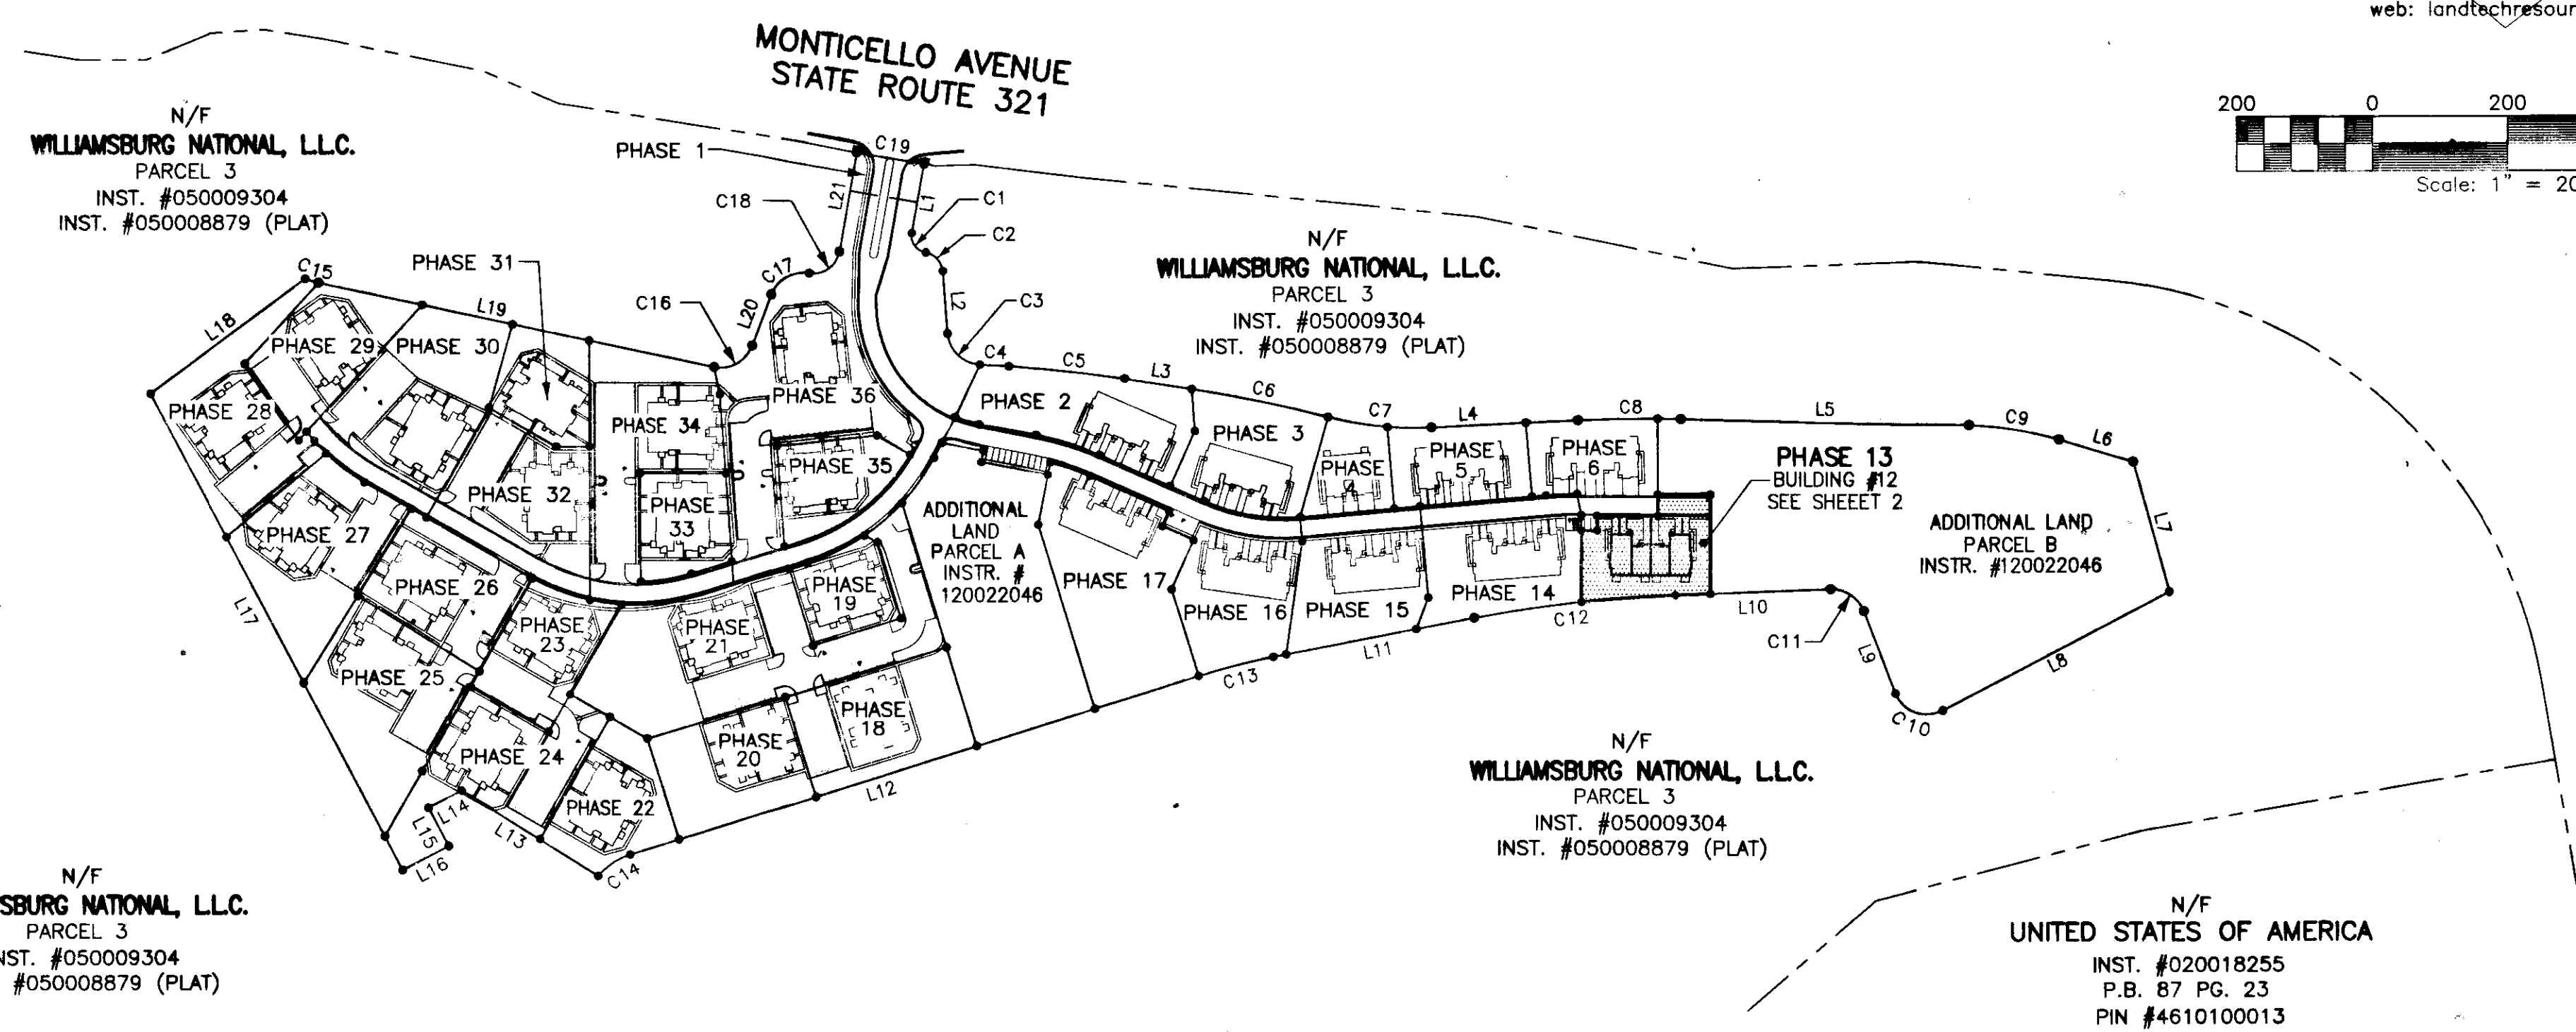 web: landtechresour
MONTICELLO AVENUE
STATE ROUTE 321
200 0 200
Scale: 1" = 20
N/F
WILLIAMSBURG NATIONAL, L.L.C.
PARCEL 3
INST. #050009304
INST. #050008879 (PLAT)
PHASE 1
C19
L21
L1
C18
C1
C2
C17
L2
C3
C16
L20
C15
PHASE 31
L18
L19
N/F
WILLIAMSBURG NATIONAL, L.L.C.
PARCEL 3
INST. #050009304
INST. #050008879 (PLAT)
C4
C5
L3
C6
C7
L4
C8
L5
C9
L6
L7
PHASE 29
PHASE 30
PHASE 28
PHASE 34
PHASE 36
PHASE 2
PHASE 3
PHASE
4
PHASE
5
PHASE
6
PHASE 13
BUILDING #12
SEE SHEEET 2
PHASE 35
PHASE 32
PHASE
33
PHASE 27
PHASE 26
ADDITIONAL
LAND
PARCEL A
INSTR. #
120022046
ADDITIONAL LAND
PARCEL B
INSTR. #120022046
PHASE 17
PHASE 16
PHASE 15
PHASE 14
PHASE
19
PHASE
21
PHASE
23
PHASE 25
PHASE 24
PHASE 22
PHASE
20
PHASE
18
L17
L14
L15
L16
L13
C14
L12
C13
L11
C12
L10
C11
L9
C10
L8
N/F
WILLIAMSBURG NATIONAL, L.L.C.
PARCEL 3
INST. #050009304
INST. #050008879 (PLAT)
N/F
SBURG NATIONAL, L.L.C.
PARCEL 3
NST. #050009304
#050008879 (PLAT)
N/F
UNITED STATES OF AMERICA
INST. #020018255
P.B. 87 PG. 23
PIN #4610100013